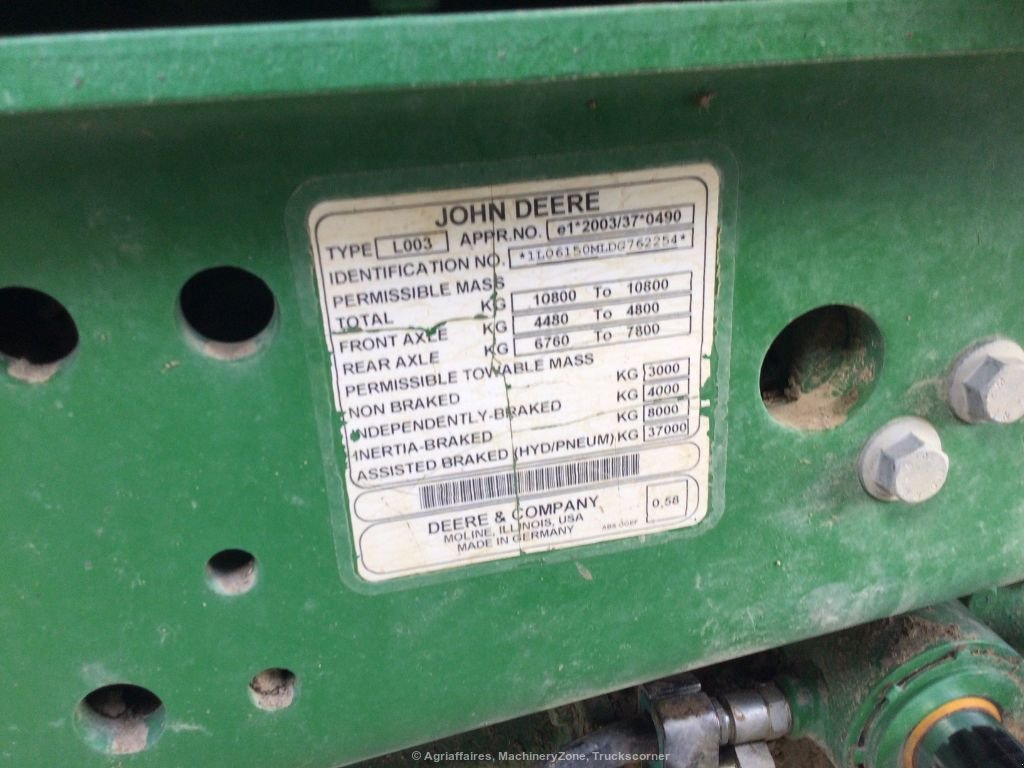 JOHN DEERE
TYPE L003 APPR.NO. e1*2003/37*0490
IDENTIFICATION NO. *1L06150MLDG762254*
PERMISSIBLE MASS
TOTAL KG 10800 To 10800
FRONT AXLE KG 4480 To 4800
REAR AXLE KG 6760 To 7800
PERMISSIBLE TOWABLE MASS
NON BRAKED KG 3000
INDEPENDENTLY-BRAKED KG 4000
INERTIA-BRAKED KG 8000
ASSISTED BRAKED (HYD/PNEUM) KG 37000
DEERE & COMPANY
MOLINE, ILLINOIS, USA
MADE IN GERMANY
0,58
© Agriaffaires, MachineryZone, Truckscorner